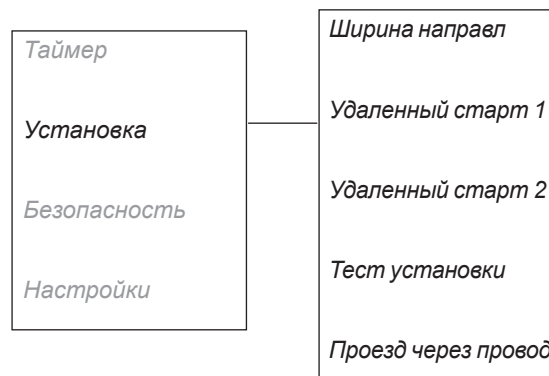 Таймер
Установка
Безопасность
Настройки
Ширина направл
Удаленный старт 1
Удаленный старт 2
Тест установки
Проезд через провод